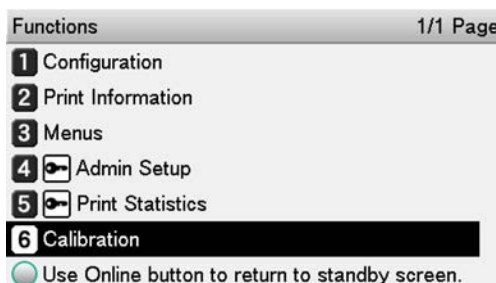 Functions 1/1 Page
1 Configuration
2 Print Information
3 Menus
4 Admin Setup
5 Print Statistics
6 Calibration
Use Online button to return to standby screen.